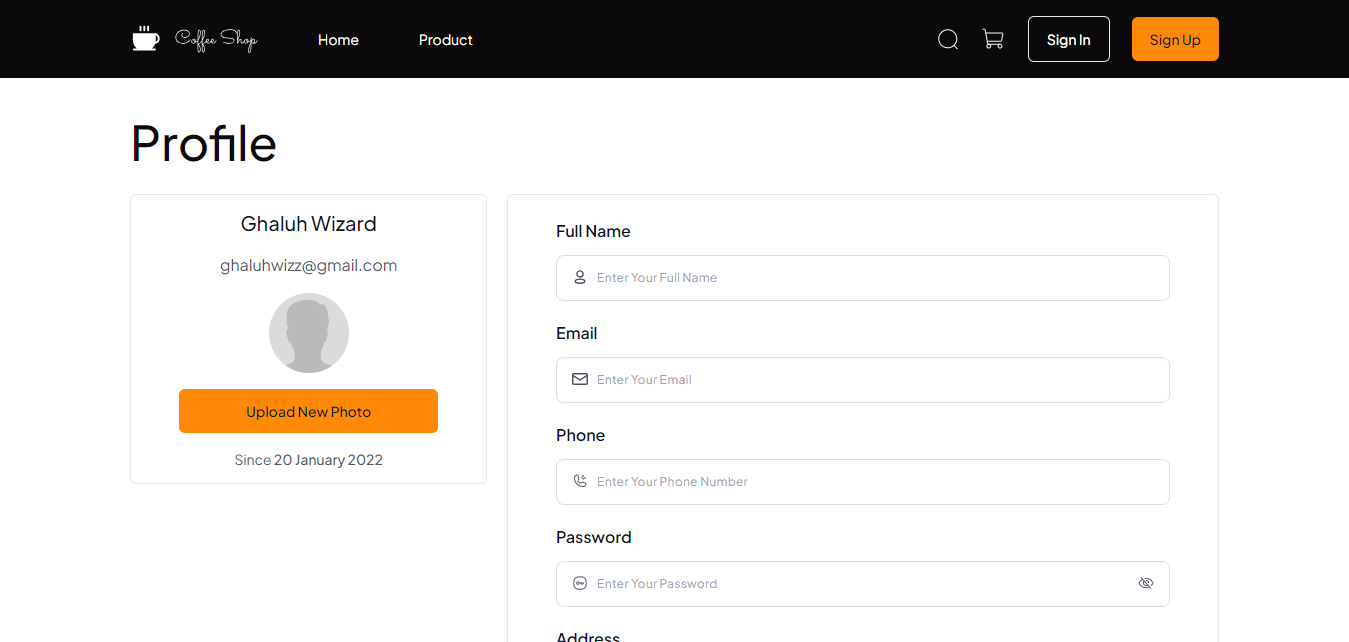 Coffee Shop
Home
Product
Sign In
Sign Up
Profile
Ghaluh Wizard
ghaluhwizz@gmail.com
Upload New Photo
Since 20 January 2022
Full Name
Enter Your Full Name
Email
Enter Your Email
Phone
Enter Your Phone Number
Password
Enter Your Password
Address